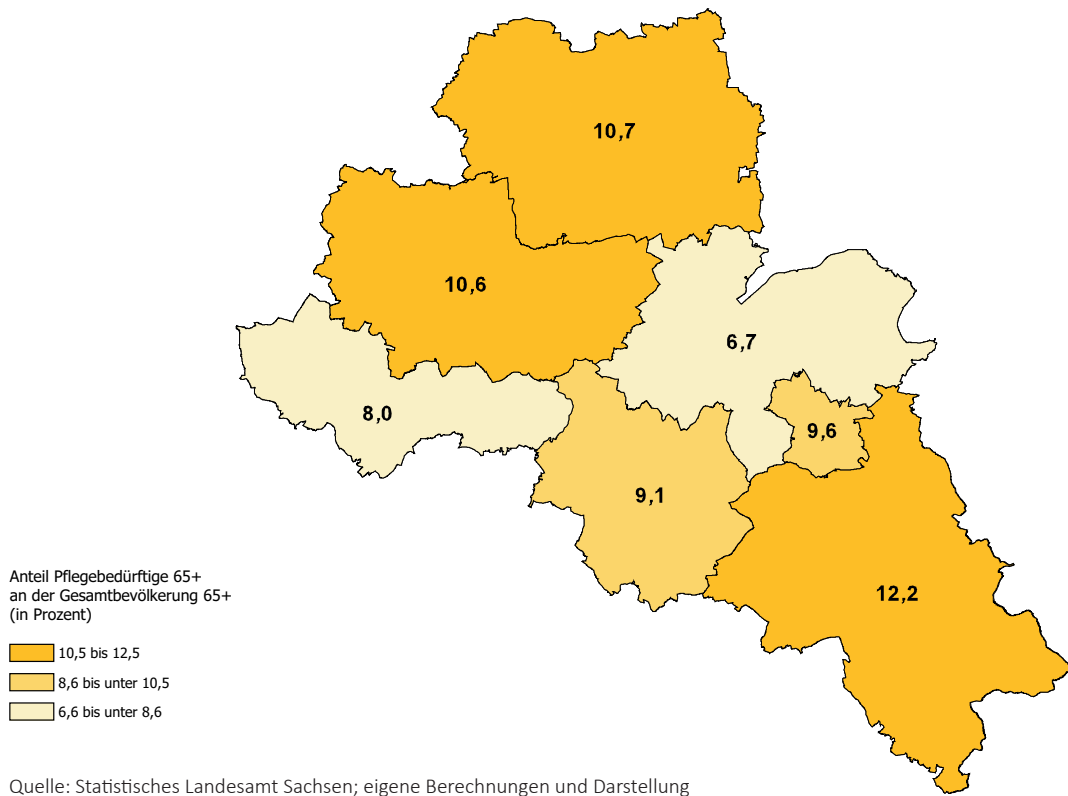 10,7
10,6
6,7
8,0
9,6
9,1
12,2
Anteil Pflegebedürftige 65+
an der Gesamtbevölkerung 65+
(in Prozent)
10,5 bis 12,5
8,6 bis unter 10,5
6,6 bis unter 8,6
Quelle: Statistisches Landesamt Sachsen; eigene Berechnungen und Darstellung